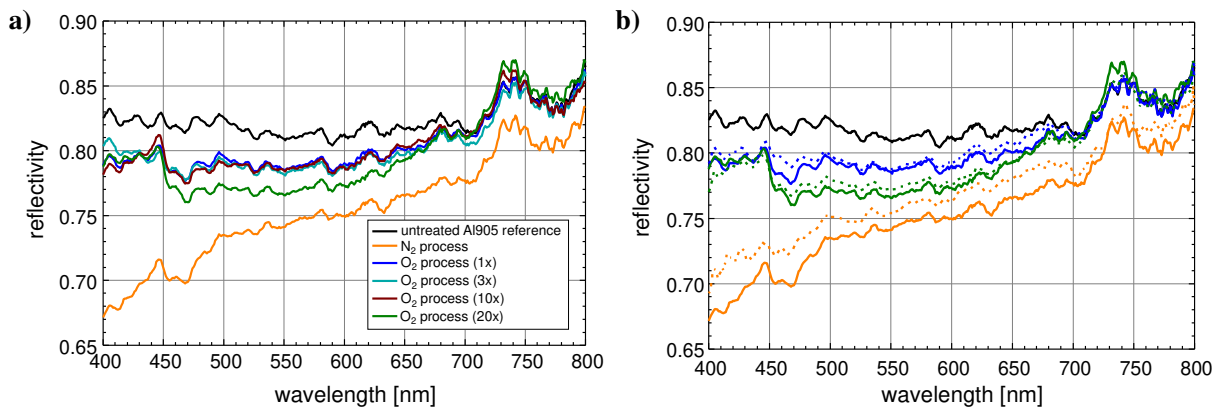 a)
0.90
0.85
0.80
0.75
0.70
0.65
reflectivity
400 450 500 550 600 650 700 750 800
wavelength [nm]
untreated Al905 reference
N₂ process
O₂ process (1x)
O₂ process (3x)
O₂ process (10x)
O₂ process (20x)
b)
0.90
0.85
0.80
0.75
0.70
0.65
reflectivity
400 450 500 550 600 650 700 750 800
wavelength [nm]